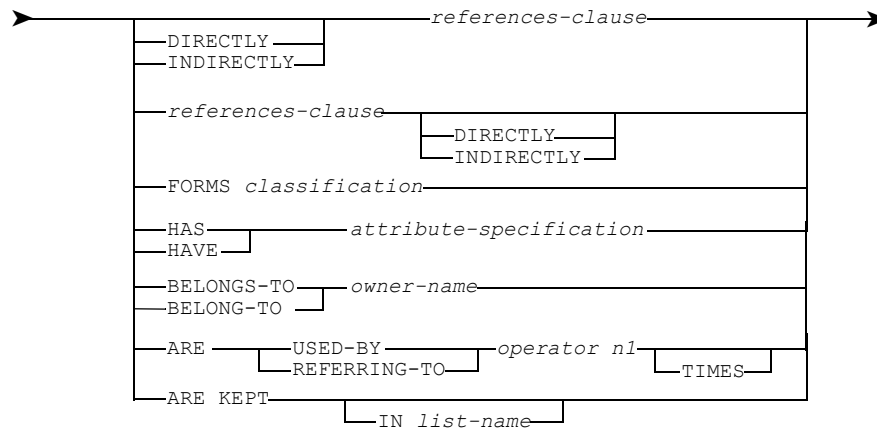 references-clause
DIRECTLY
INDIRECTLY
references-clause
DIRECTLY
INDIRECTLY
FORMS classification
HAS attribute-specification
HAVE
BELONGS-TO owner-name
BELONG-TO
ARE USED-BY operator n1
REFERRING-TO TIMES
ARE KEPT
IN list-name